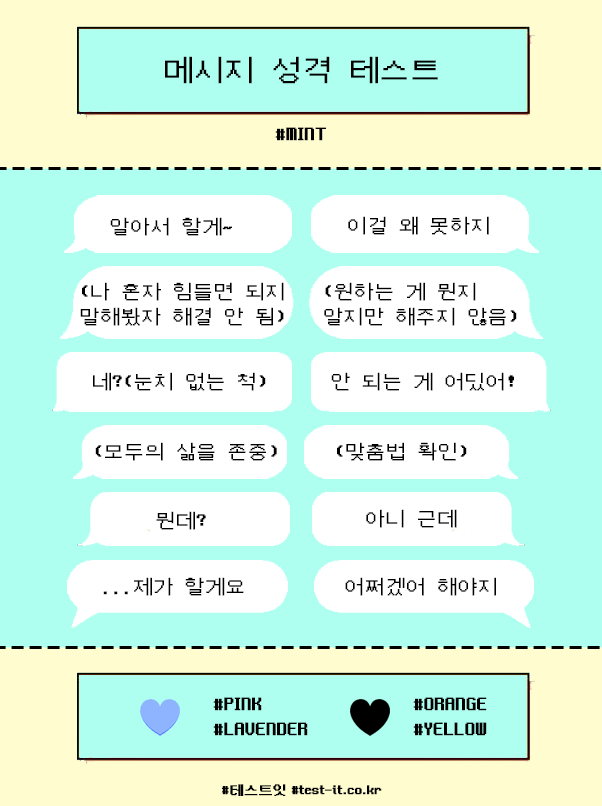 메시지 성격 테스트
#MINT
알아서 할게~
이걸 왜 못하지
(나 혼자 힘들면 되지
말해봤자 해결 안 됨)
(원하는 게 뭔지
알지만 해주지 않음)
네?(눈치 없는 척)
안 되는 게 어딨어!
(모두의 삶을 존중)
(맞춤법 확인)
뭔데?
아니 근데
...제가 할게요
어쩌겠어 해야지
#PINK
#LAVENDER
#ORANGE
#YELLOW
#테스트잇 #test-it.co.kr